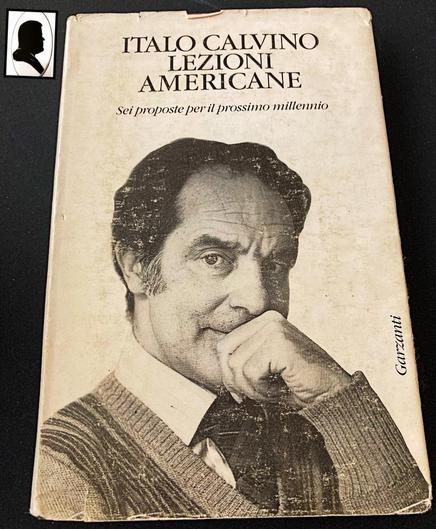 ITALO CALVINO
LEZIONI
AMERICANE
Sei proposte per il prossimo millennio
Garzanti